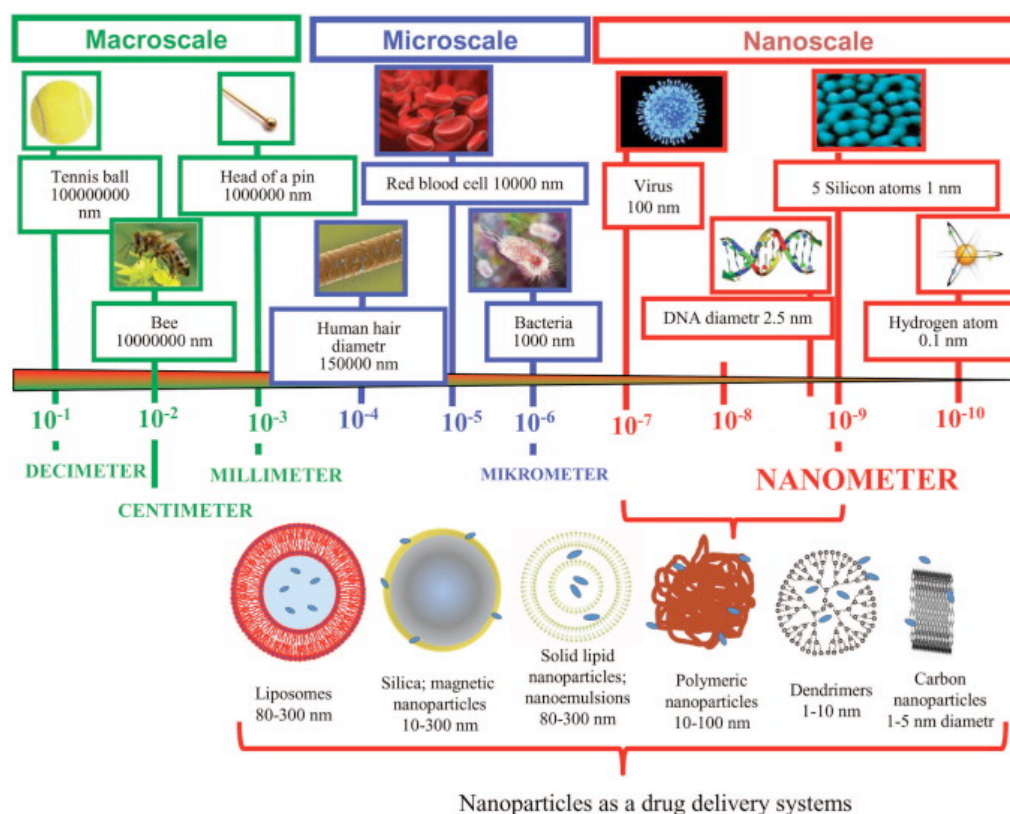 Macroscale
Microscale
Nanoscale
Tennis ball
100000000
nm
Head of a pin
1000000 nm
Red blood cell 10000 nm
Virus
100 nm
5 Silicon atoms 1 nm
Bee
10000000 nm
Human hair
diametr
150000 nm
Bacteria
1000 nm
DNA diametr 2.5 nm
Hydrogen atom
0.1 nm
10⁻¹
10⁻²
10⁻³
10⁻⁴
10⁻⁵
10⁻⁶
10⁻⁷
10⁻⁸
10⁻⁹
10⁻¹⁰
DECIMETER
CENTIMETER
MILLIMETER
MIKROMETER
NANOMETER
Liposomes
80-300 nm
Silica; magnetic
nanoparticles
10-300 nm
Solid lipid
nanoparticles;
nanoemulsions
80-300 nm
Polymeric
nanoparticles
10-100 nm
Dendrimers
1-10 nm
Carbon
nanoparticles
1-5 nm diametr
Nanoparticles as a drug delivery systems